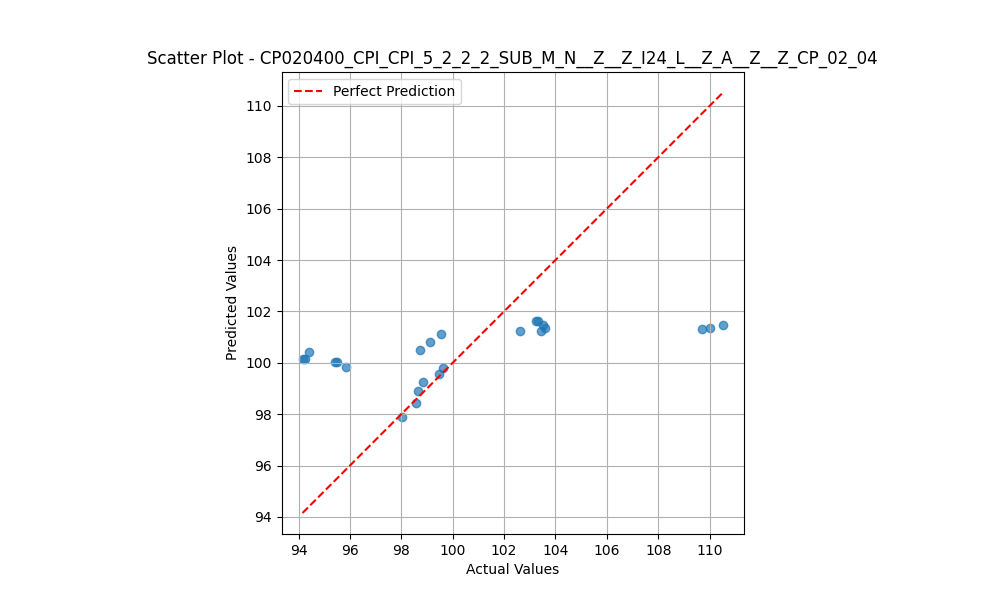 Scatter Plot - CP020400_CPI_CPI_5_2_2_2_SUB_M_N__Z__Z_I24_L__Z_A__Z__Z_CP_02_04
Perfect Prediction
110
108
106
104
102
100
98
96
94
Predicted Values
94 96 98 100 102 104 106 108 110
Actual Values